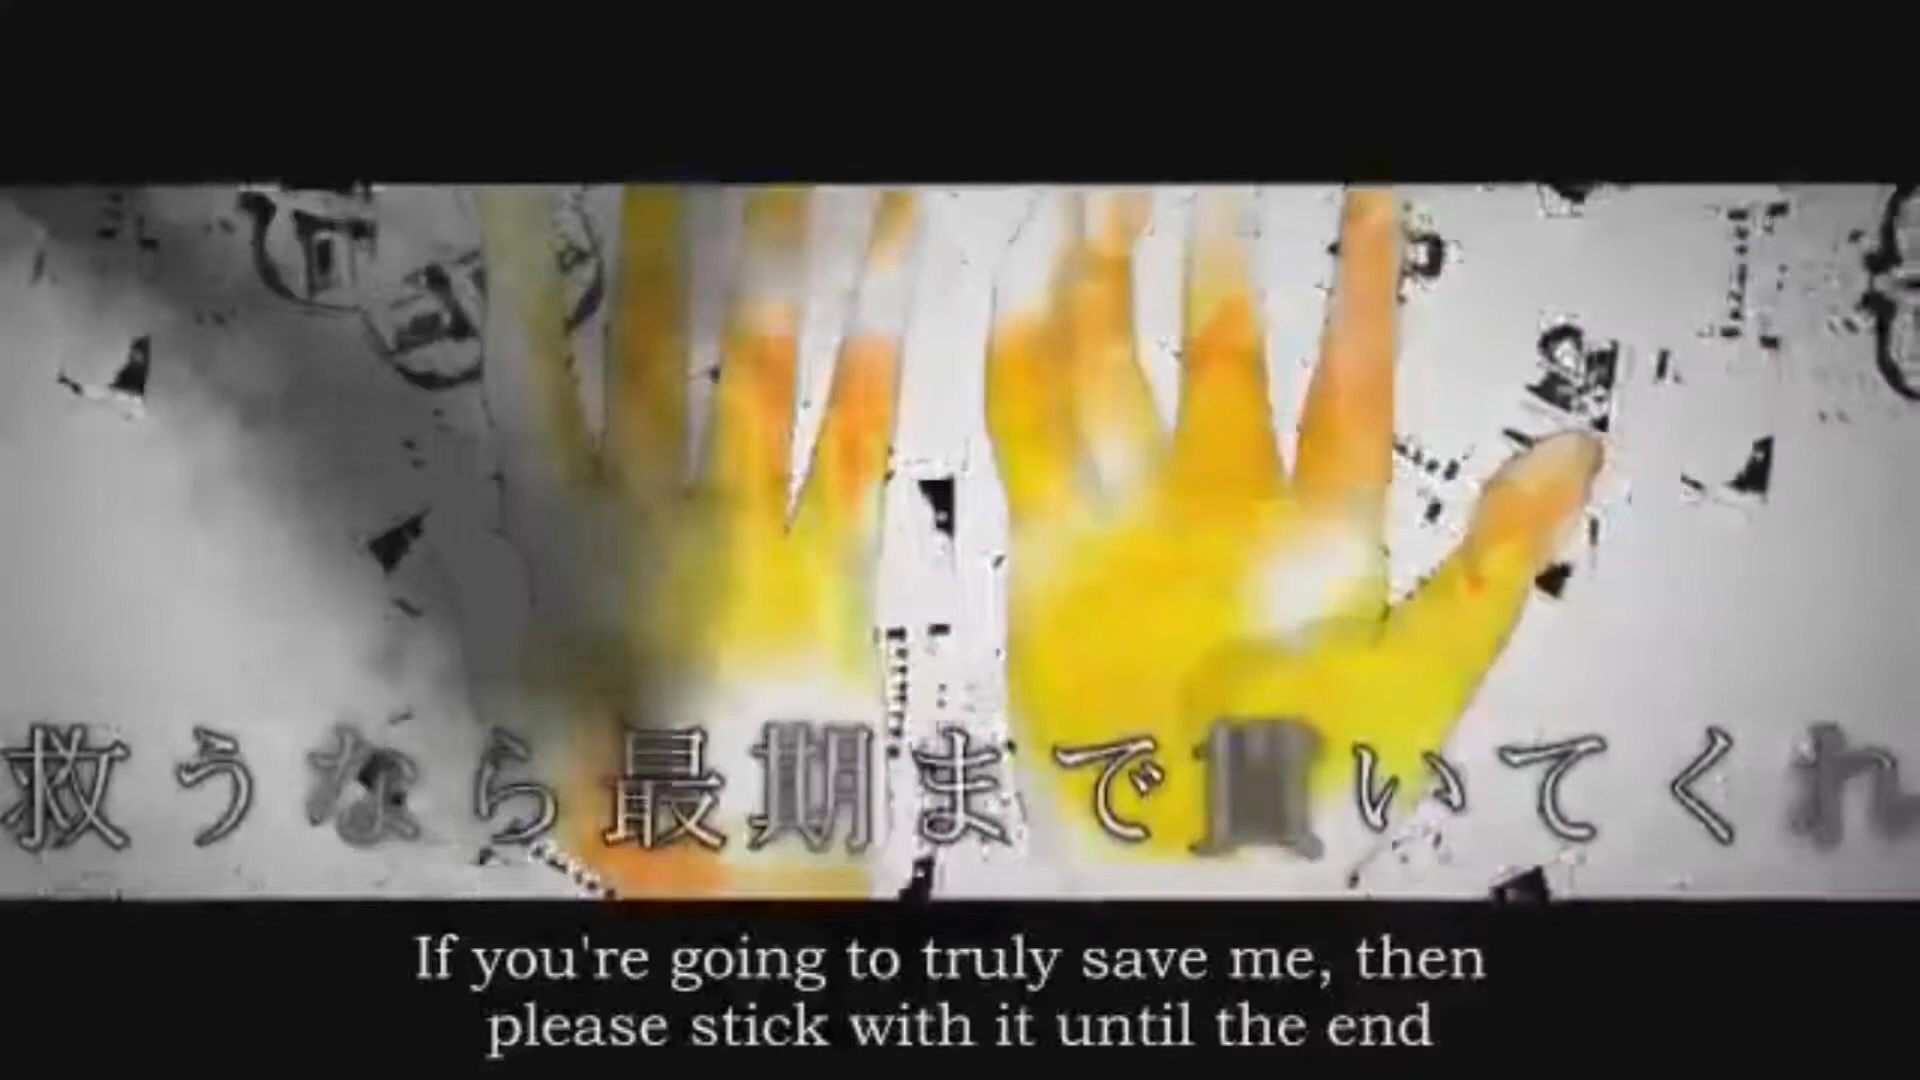 救うなら最期まで貫いてくれ
If you're going to truly save me, then
please stick with it until the end